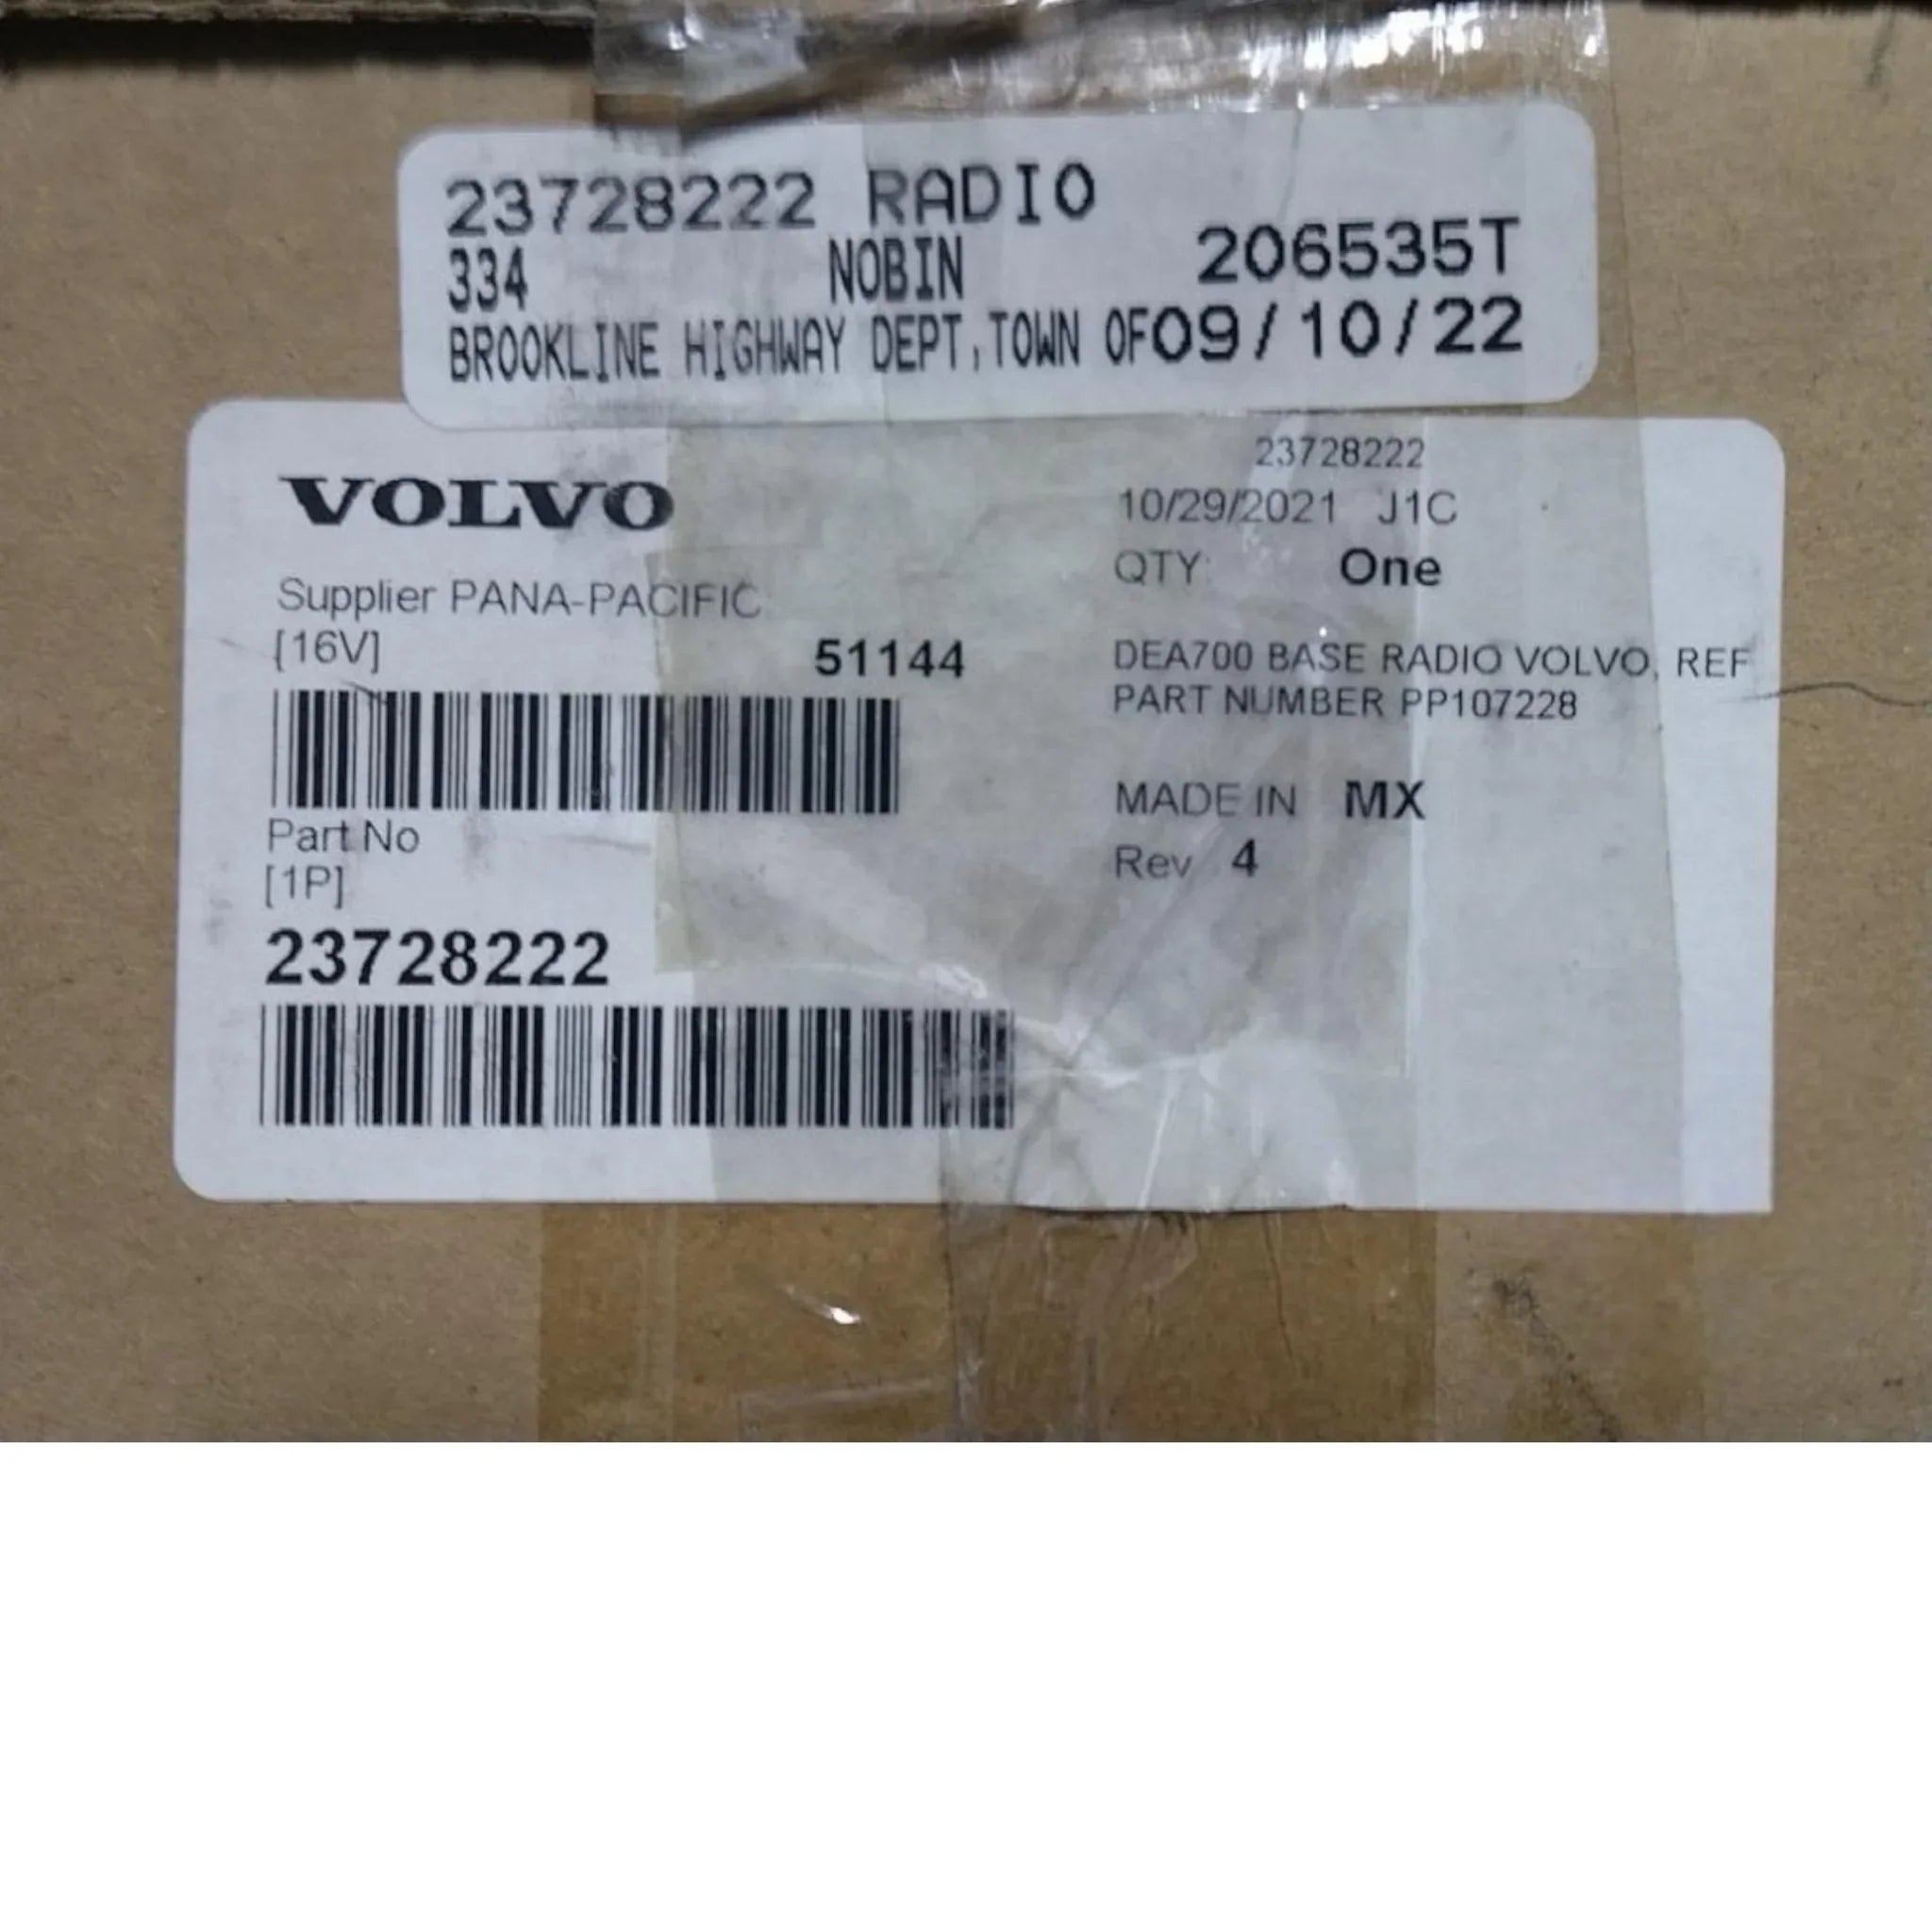 23728222 RADIO
334 NOBIN 206535T
BROOKLINE HIGHWAY DEPT,TOWN OF09/10/22
VOLVO
Supplier PANA-PACIFIC
[16V] 51144
Part No
[1P]
23728222
23728222
10/29/2021 J1C
QTY: One
DEA700 BASE RADIO VOLVO, REF
PART NUMBER PP107228
MADE IN MX
Rev 4